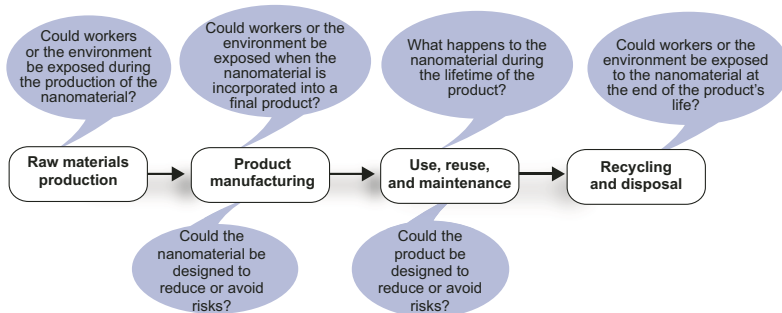 Could workers
or the environment
be exposed during
the production of the
nanomaterial?
Could workers or the
environment be
exposed when the
nanomaterial is
incorporated into a
final product?
What happens to the
nanomaterial during
the lifetime of the
product?
Could workers or the
environment be exposed
to the nanomaterial at
the end of the product's
life?
Raw materials
production
Product
manufacturing
Use, reuse,
and maintenance
Recycling
and disposal
Could the
nanomaterial be
designed to
reduce or avoid
risks?
Could the
product be
designed to
reduce or avoid
risks?